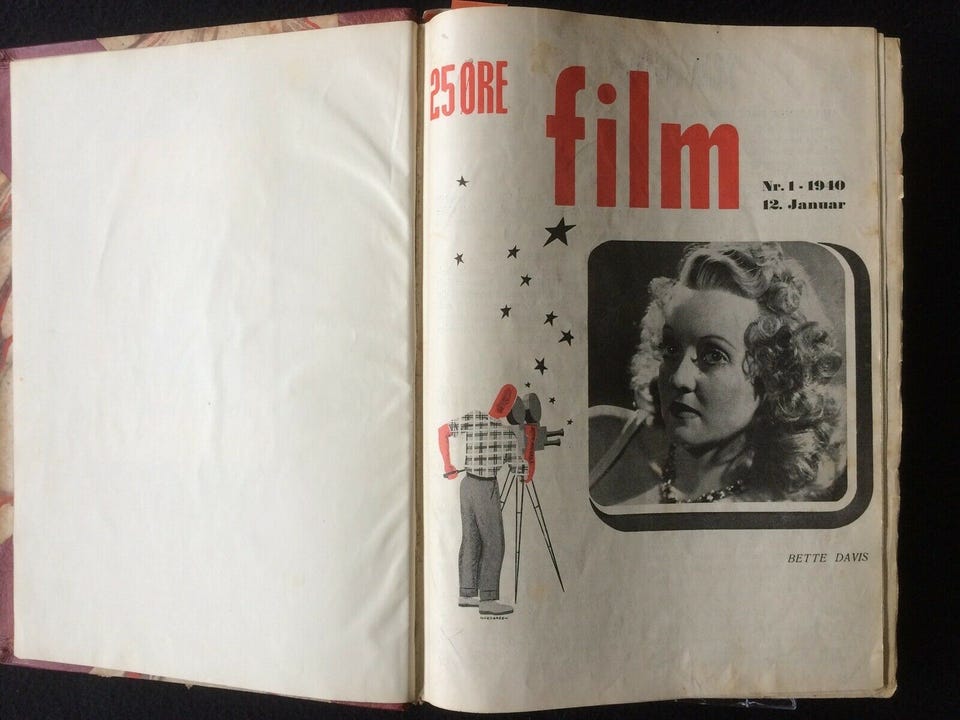 25 ØRE
film
Nr. 1 - 1940
12. Januar
BETTE DAVIS